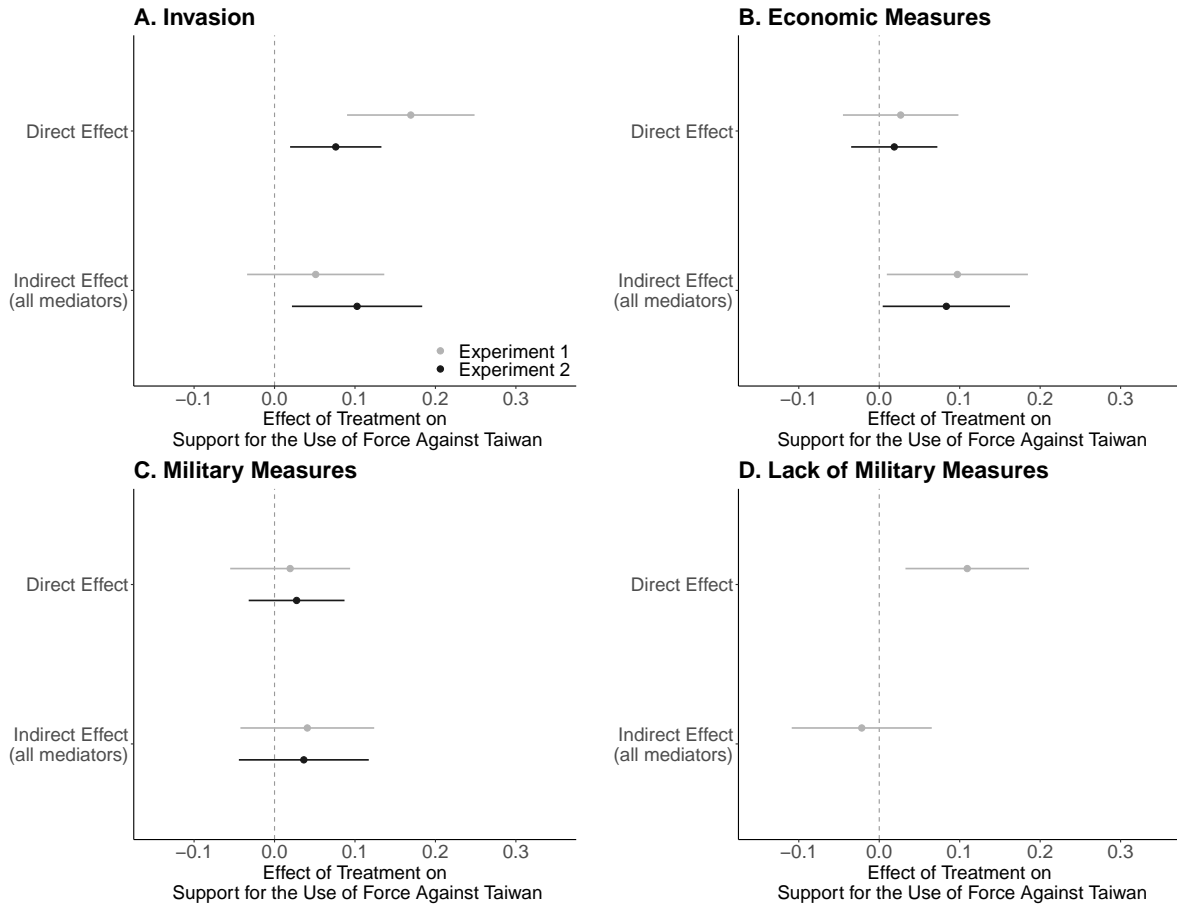 A. Invasion
Direct Effect
Indirect Effect
(all mediators)
Experiment 1
Experiment 2
−0.1 0.0 0.1 0.2 0.3
Effect of Treatment on
Support for the Use of Force Against Taiwan
B. Economic Measures
Direct Effect
Indirect Effect
(all mediators)
−0.1 0.0 0.1 0.2 0.3
Effect of Treatment on
Support for the Use of Force Against Taiwan
C. Military Measures
Direct Effect
Indirect Effect
(all mediators)
−0.1 0.0 0.1 0.2 0.3
Effect of Treatment on
Support for the Use of Force Against Taiwan
D. Lack of Military Measures
Direct Effect
Indirect Effect
(all mediators)
−0.1 0.0 0.1 0.2 0.3
Effect of Treatment on
Support for the Use of Force Against Taiwan